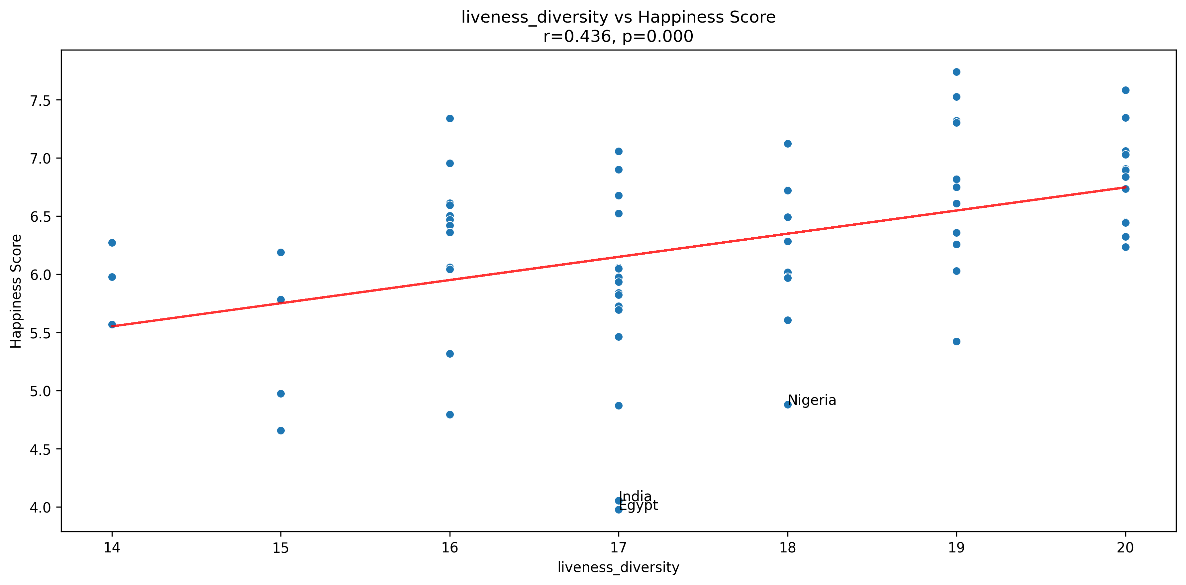 liveness_diversity vs Happiness Score
r=0.436, p=0.000
Happiness Score
7.5
7.0
6.5
6.0
5.5
5.0
4.5
4.0
Nigeria
India
Egypt
14 15 16 17 18 19 20
liveness_diversity